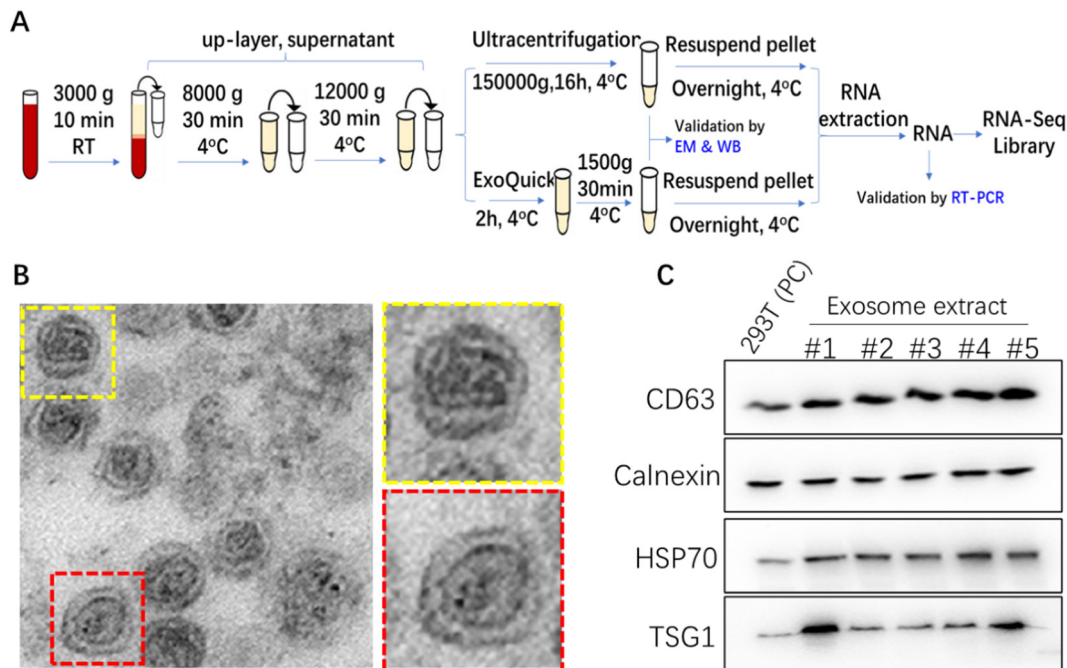 A
up-layer, supernatant
3000 g
10 min
RT
8000 g
30 min
4°C
12000 g
30 min
4°C
Ultracentrifugation
150000g,16h, 4°C
Resuspend pellet
Overnight, 4°C
Validation by
EM & WB
ExoQuick
2h, 4°C
1500g
30min
4°C
Resuspend pellet
Overnight, 4°C
RNA
extraction
RNA
RNA-Seq
Library
Validation by RT-PCR
B
C
293T (PC)
Exosome extract
#1 #2 #3 #4 #5
CD63
Calnexin
HSP70
TSG1